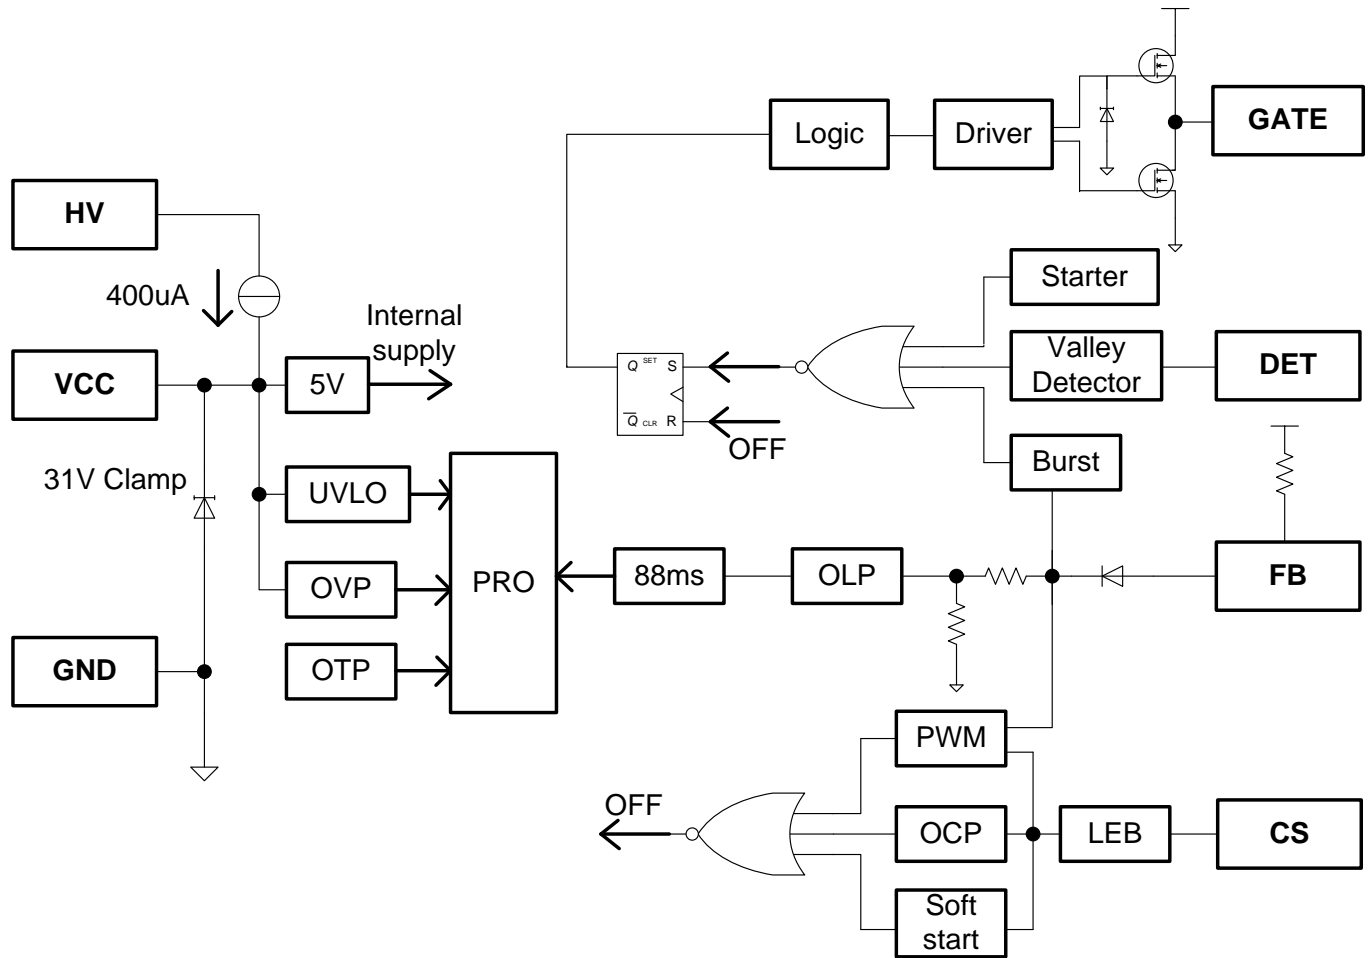 Logic
Driver
GATE
HV
400uA
Internal
supply
Starter
VCC
5V
Q SET S
Q CLR R
OFF
Valley
Detector
DET
Burst
31V Clamp
UVLO
OVP
OTP
PRO
88ms
OLP
FB
GND
PWM
OFF
OCP
LEB
CS
Soft
start